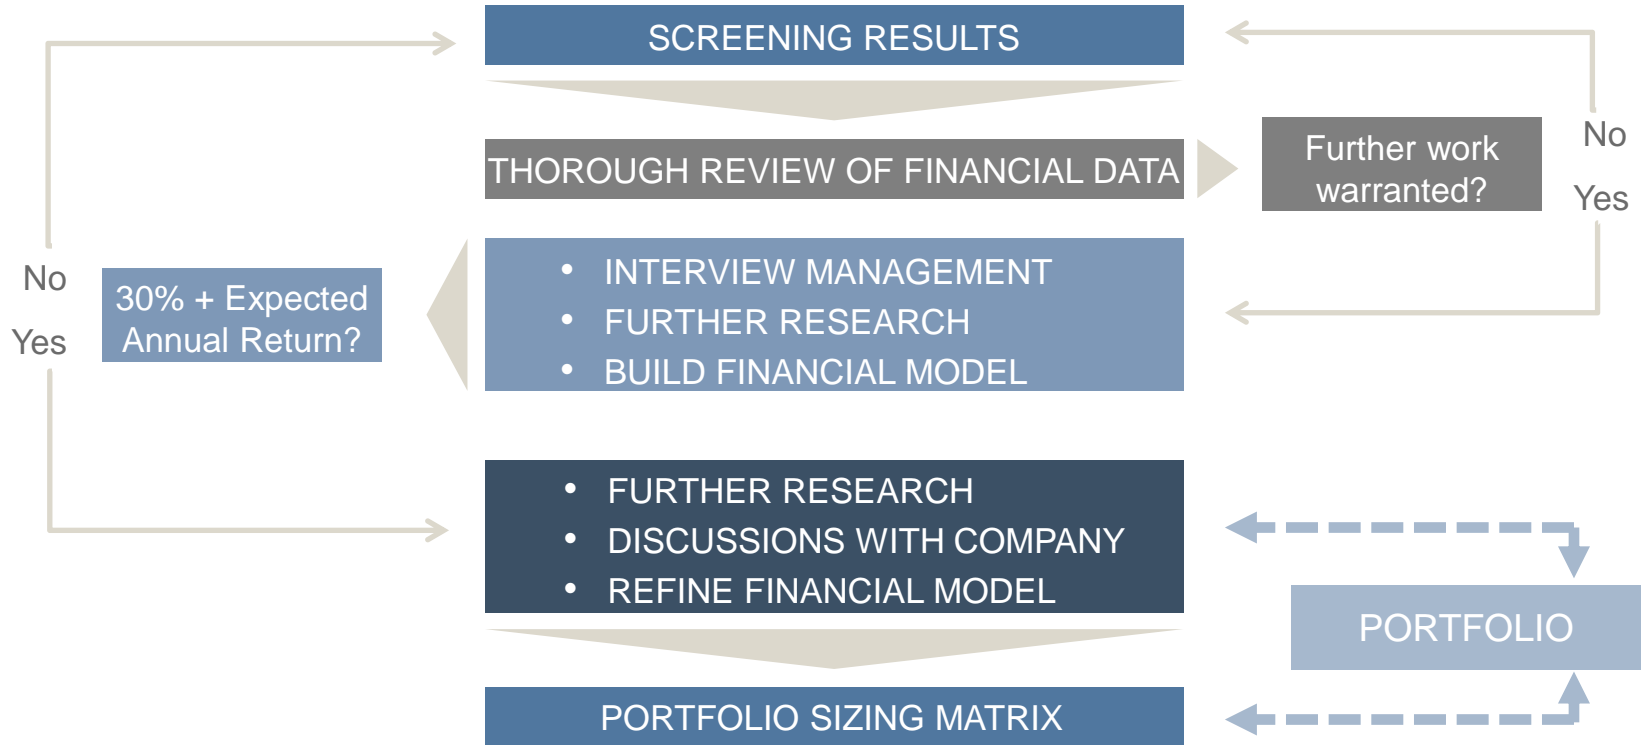 SCREENING RESULTS
THOROUGH REVIEW OF FINANCIAL DATA
Further work
warranted?
No
Yes
• INTERVIEW MANAGEMENT
• FURTHER RESEARCH
• BUILD FINANCIAL MODEL
30% + Expected
Annual Return?
No
Yes
• FURTHER RESEARCH
• DISCUSSIONS WITH COMPANY
• REFINE FINANCIAL MODEL
PORTFOLIO
PORTFOLIO SIZING MATRIX